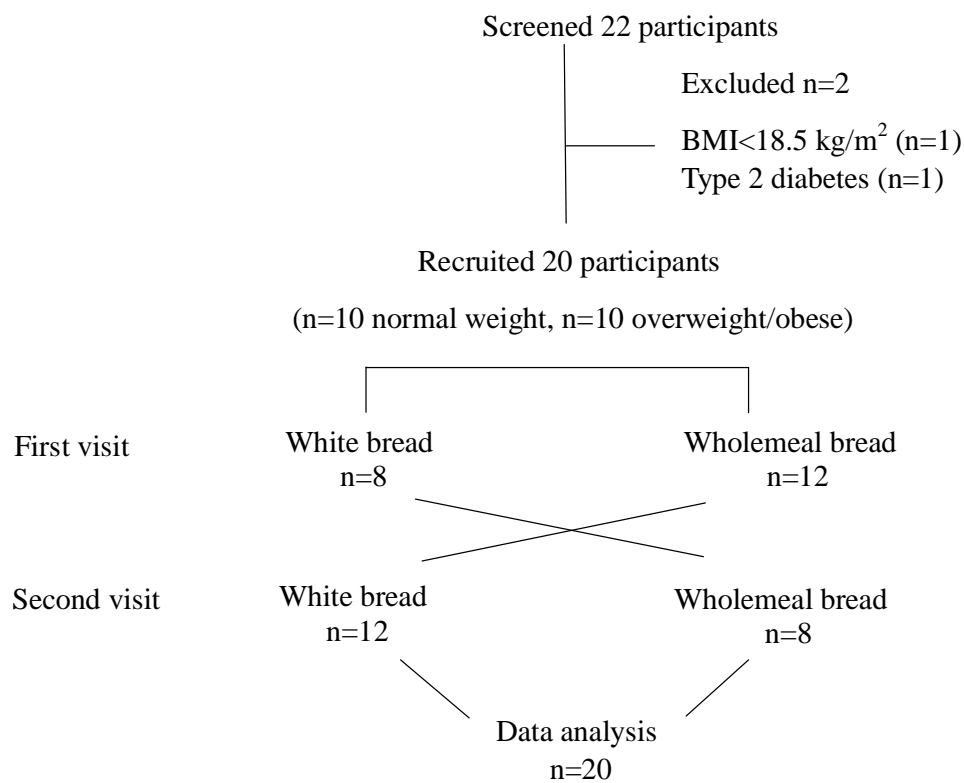 Screened 22 participants
Excluded n=2
BMI<18.5 kg/m² (n=1)
Type 2 diabetes (n=1)
Recruited 20 participants
(n=10 normal weight, n=10 overweight/obese)
First visit
White bread
n=8
Wholemeal bread
n=12
Second visit
White bread
n=12
Wholemeal bread
n=8
Data analysis
n=20